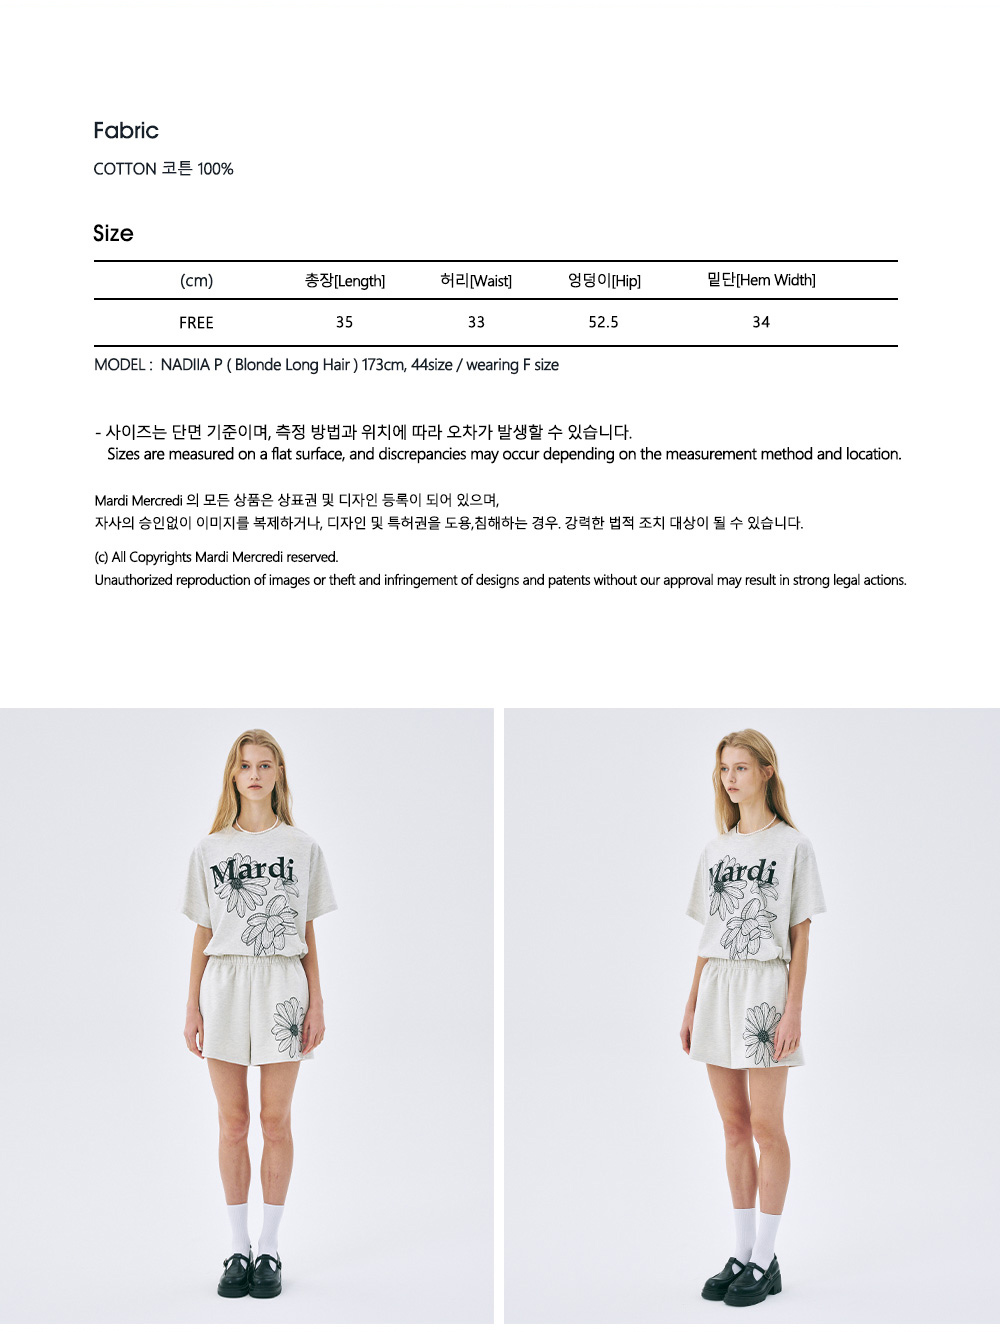 Fabric
COTTON 코튼 100%
Size
(cm) 총장[Length] 허리[Waist] 엉덩이[Hip] 밑단[Hem Width]
FREE 35 33 52.5 34
MODEL : NADIIA P ( Blonde Long Hair ) 173cm, 44size / wearing F size
- 사이즈는 단면 기준이며, 측정 방법과 위치에 따라 오차가 발생할 수 있습니다.
Sizes are measured on a flat surface, and discrepancies may occur depending on the measurement method and location.
Mardi Mercredi 의 모든 상품은 상표권 및 디자인 등록이 되어 있으며,
자사의 승인없이 이미지를 복제하거나, 디자인 및 특허권을 도용,침해하는 경우. 강력한 법적 조치 대상이 될 수 있습니다.
(c) All Copyrights Mardi Mercredi reserved.
Unauthorized reproduction of images or theft and infringement of designs and patents without our approval may result in strong legal actions.
Mardi
Mardi